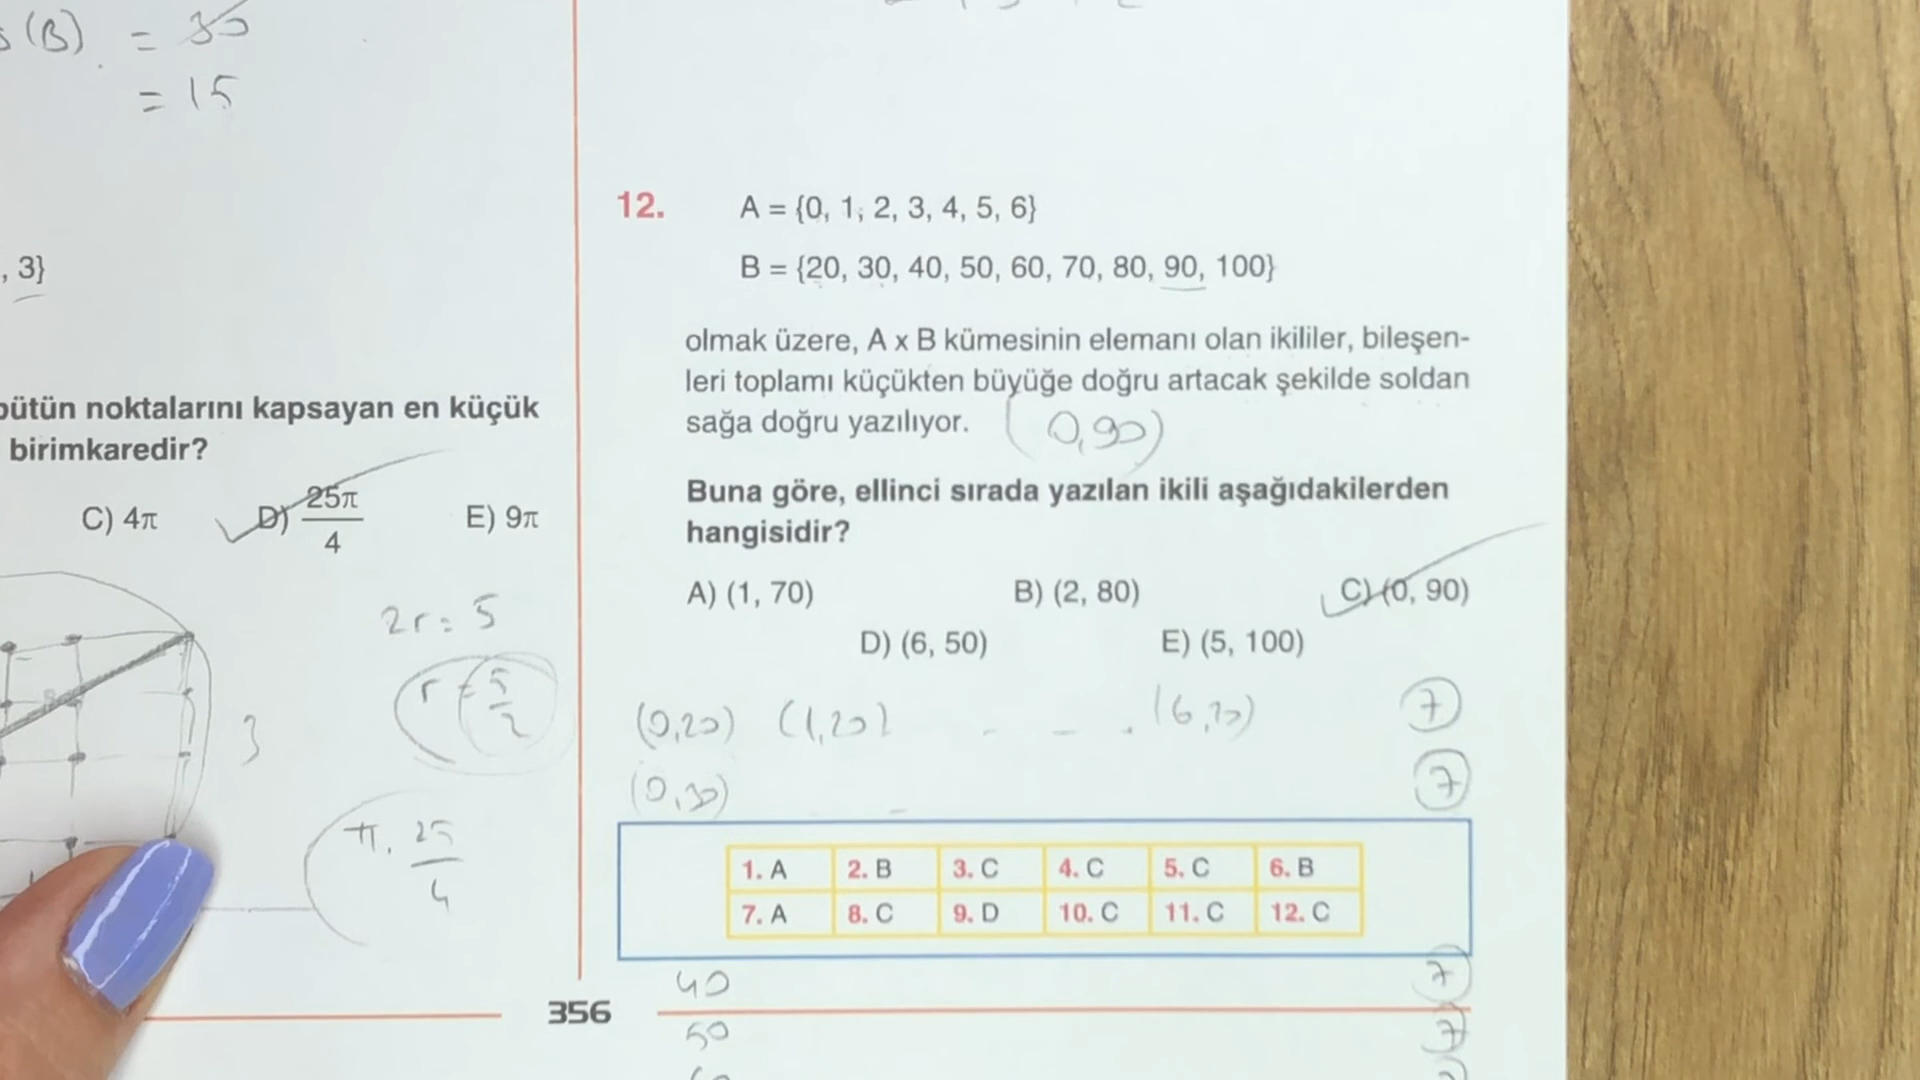 (B) = 30
= 15
, 3}
bütün noktalarını kapsayan en küçük
birimkaredir?
C) 4π D) 25π/4 E) 9π
2r = 5
r = 5/2
3
π. 25/4
12. A = {0, 1, 2, 3, 4, 5, 6}
B = {20, 30, 40, 50, 60, 70, 80, 90, 100}
olmak üzere, A x B kümesinin elemanı olan ikililer, bileşen-
leri toplamı küçükten büyüğe doğru artacak şekilde soldan
sağa doğru yazılıyor. (0,90)
Buna göre, ellinci sırada yazılan ikili aşağıdakilerden
hangisidir?
A) (1, 70) B) (2, 80) C) (0, 90)
D) (6, 50) E) (5, 100)
(0,20) (1,20) - - . (6,20) 7
(0,30) - 7
1. A 2. B 3. C 4. C 5. C 6. B
7. A 8. C 9. D 10. C 11. C 12. C
40 7
356
50 7